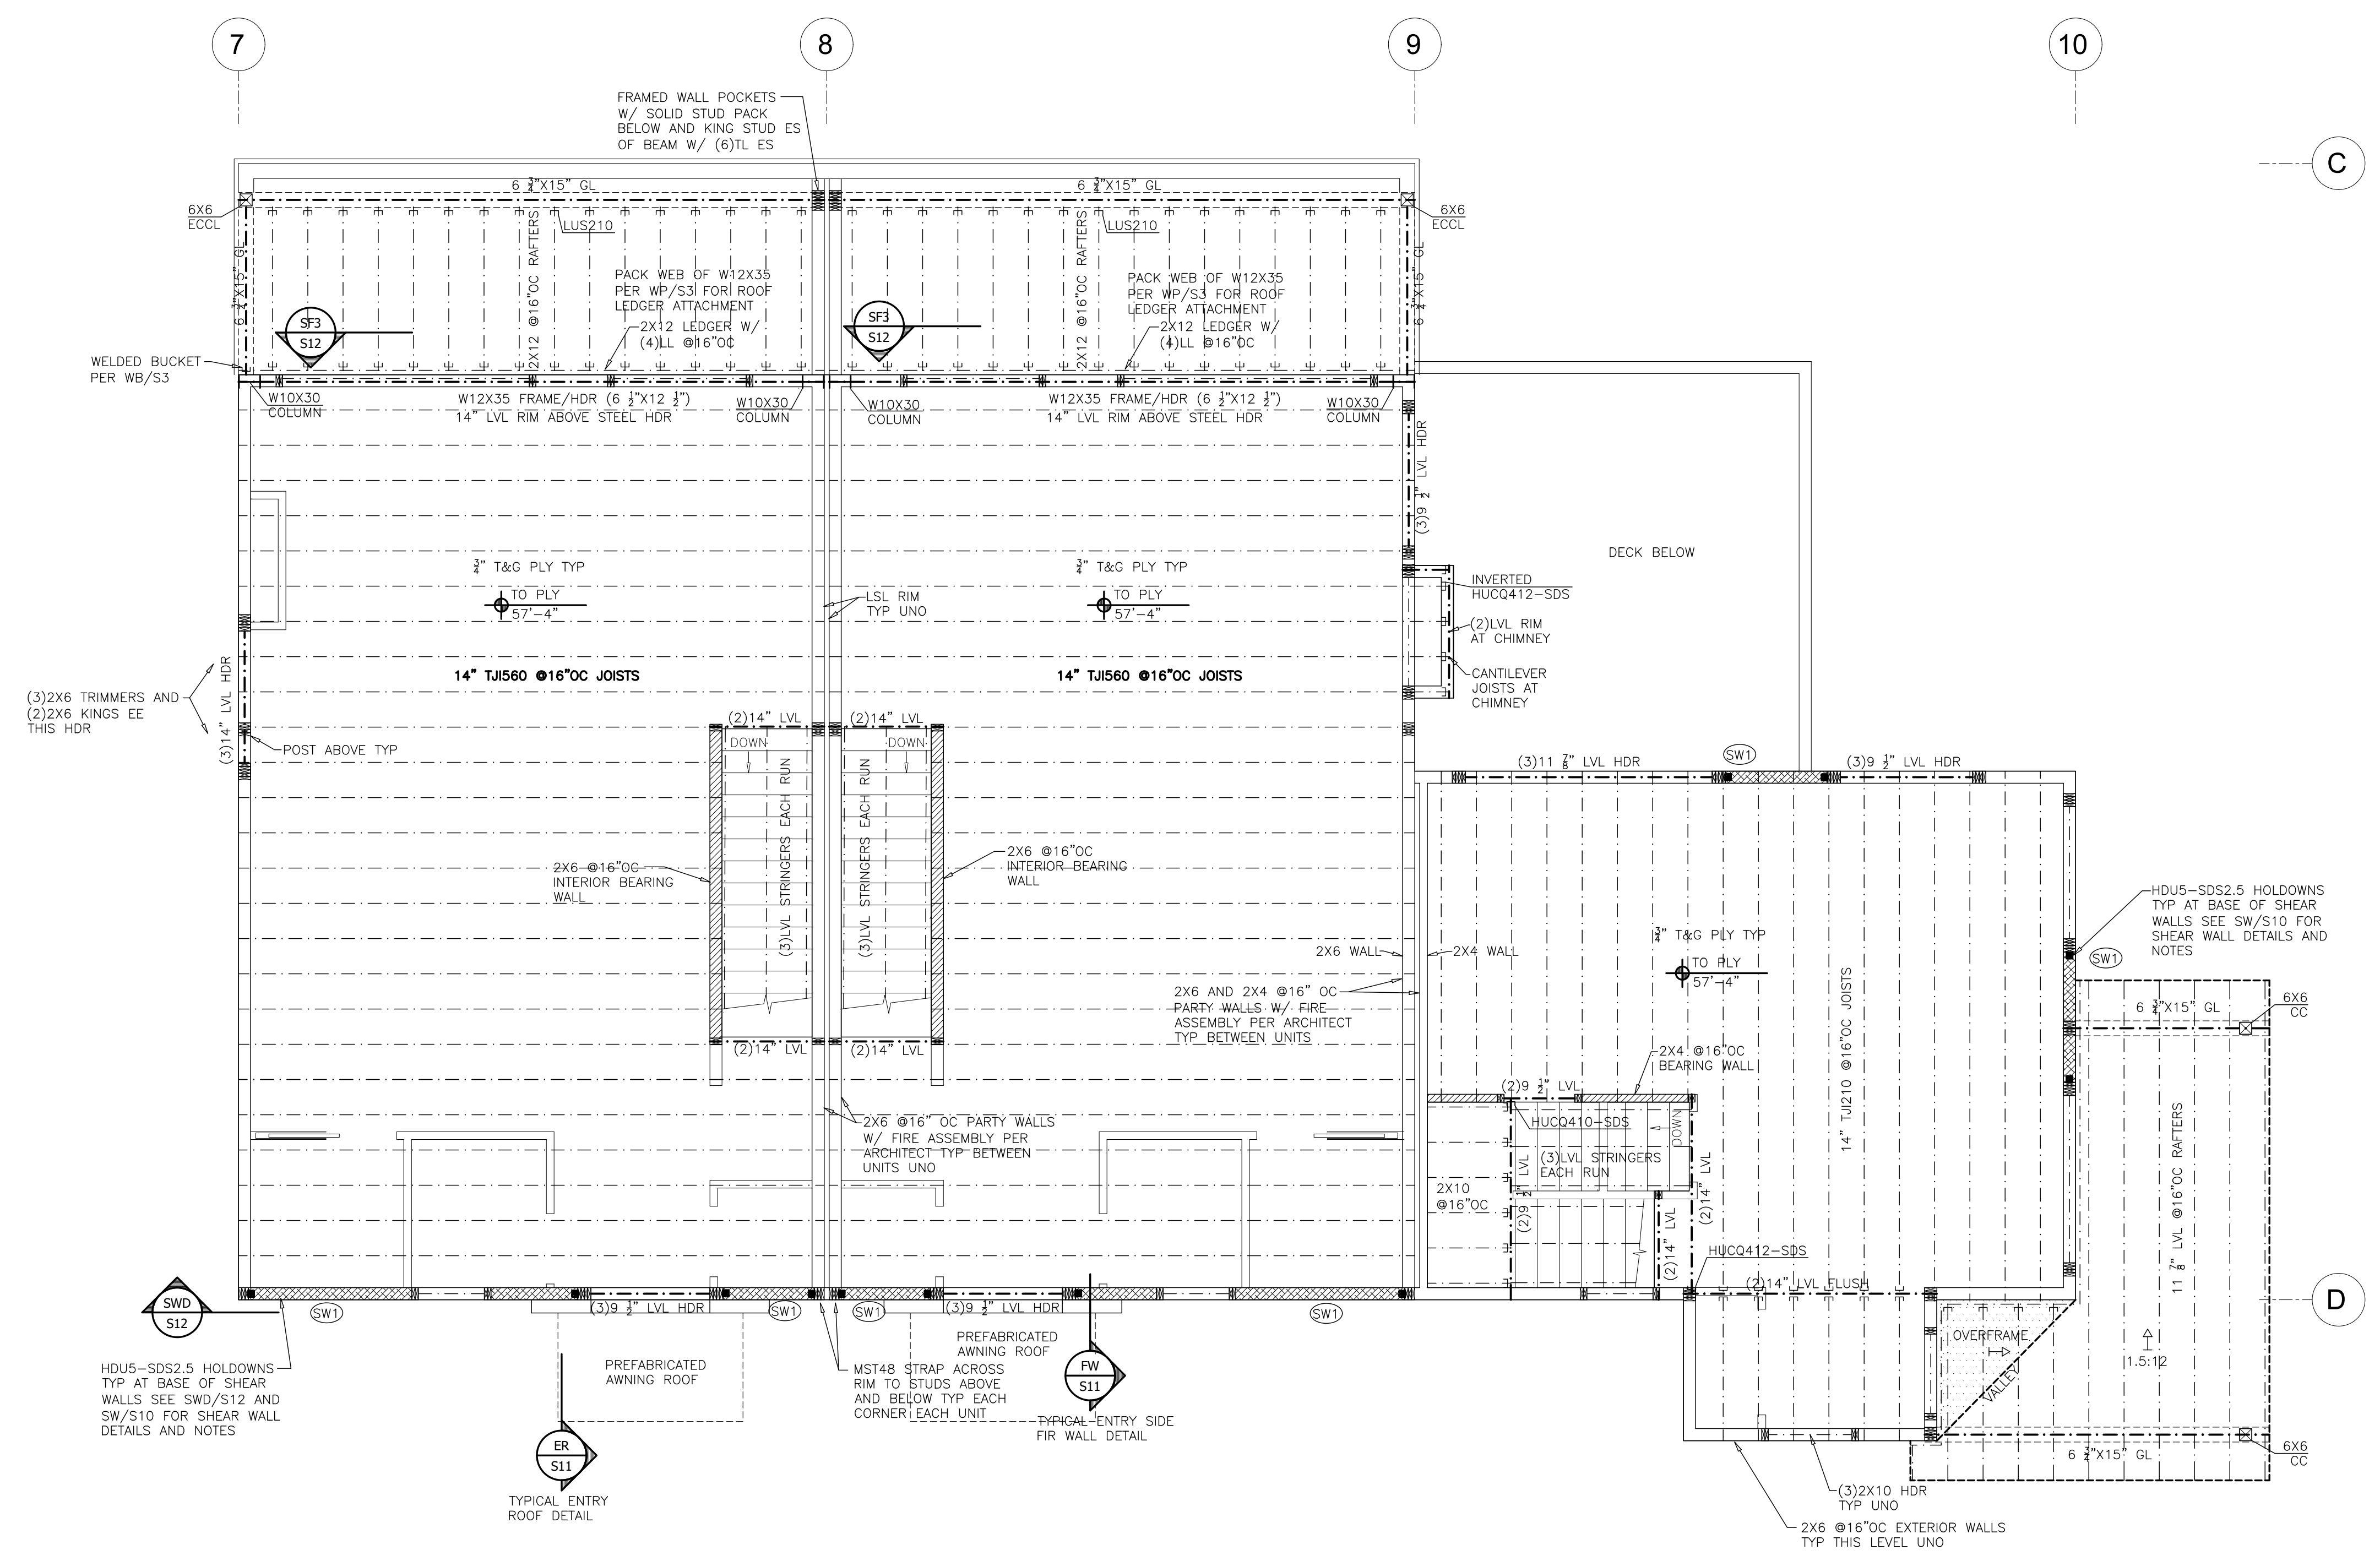 7
8
9
10
C
D
FRAMED WALL POCKETS
W/ SOLID STUD PACK
BELOW AND KING STUD ES
OF BEAM W/ (6)TL ES
6 3/4"X15" GL
6 3/4"X15" GL
6X6
ECCL
6X6
ECCL
LUS210
LUS210
6 3/4"X15" GL
2X12 @16"OC RAFTERS
2X12 @16"OC RAFTERS
6 3/4"X15" GL
PACK WEB OF W12X35
PER WP/S3 FOR ROOF
LEDGER ATTACHMENT
PACK WEB OF W12X35
PER WP/S3 FOR ROOF
LEDGER ATTACHMENT
SF3
S12
SF3
S12
2X12 LEDGER W/
(4)LL @16"OC
2X12 LEDGER W/
(4)LL @16"OC
WELDED BUCKET
PER WB/S3
W10X30
COLUMN
W12X35 FRAME/HDR (6 1/2"X12 1/2")
14" LVL RIM ABOVE STEEL HDR
W10X30
COLUMN
W10X30
COLUMN
W12X35 FRAME/HDR (6 1/2"X12 1/2")
14" LVL RIM ABOVE STEEL HDR
W10X30
COLUMN
(3)9 1/2" LVL HDR
DECK BELOW
3/4" T&G PLY TYP
TO PLY
57'-4"
3/4" T&G PLY TYP
TO PLY
57'-4"
LSL RIM
TYP UNO
INVERTED
HUCQ412-SDS
(2)LVL RIM
AT CHIMNEY
CANTILEVER
JOISTS AT
CHIMNEY
14" TJI560 @16"OC JOISTS
14" TJI560 @16"OC JOISTS
(3)2X6 TRIMMERS AND
(2)2X6 KINGS EE
THIS HDR
(3)14" LVL HDR
POST ABOVE TYP
(2)14" LVL
(2)14" LVL
DOWN
DOWN
(3)LVL STRINGERS EACH RUN
(3)LVL STRINGERS EACH RUN
(3)11 7/8" LVL HDR
SW1
(3)9 1/2" LVL HDR
2X6 @16"OC
INTERIOR BEARING
WALL
2X6 @16"OC
INTERIOR BEARING
WALL
HDU5-SDS2.5 HOLDOWNS
TYP AT BASE OF SHEAR
WALLS SEE SW/S10 FOR
SHEAR WALL DETAILS AND
NOTES
SW1
2X6 WALL
2X4 WALL
3/4" T&G PLY TYP
TO PLY
57'-4"
2X6 AND 2X4 @16" OC
PARTY WALLS W/ FIRE
ASSEMBLY PER ARCHITECT
TYP BETWEEN UNITS
14" TJI210 @16"OC JOISTS
6 3/4"X15" GL
6X6
CC
(2)14" LVL
(2)14" LVL
2X4 @16"OC
BEARING WALL
(2)9 1/2" LVL
HUCQ410-SDS
DOWN
(3)LVL STRINGERS
EACH RUN
2X10
@16"OC
(2)9 1/2" LVL
(2)14" LVL
(2)14" LVL
2X6 @16" OC PARTY WALLS
W/ FIRE ASSEMBLY PER
ARCHITECT TYP BETWEEN
UNITS UNO
11 7/8" LVL @16"OC RAFTERS
HUCQ412-SDS
(2)14" LVL FLUSH
SWD
S12
SW1
(3)9 1/2" LVL HDR
SW1
SW1
(3)9 1/2" LVL HDR
SW1
OVERFRAME
VALLEY
1.5:12
HDU5-SDS2.5 HOLDOWNS
TYP AT BASE OF SHEAR
WALLS SEE SWD/S12 AND
SW/S10 FOR SHEAR WALL
DETAILS AND NOTES
PREFABRICATED
AWNING ROOF
MST48 STRAP ACROSS
RIM TO STUDS ABOVE
AND BELOW TYP EACH
CORNER EACH UNIT
PREFABRICATED
AWNING ROOF
FW
S11
TYPICAL ENTRY SIDE
FIR WALL DETAIL
ER
S11
TYPICAL ENTRY
ROOF DETAIL
6 3/4"X15" GL
6X6
CC
(3)2X10 HDR
TYP UNO
2X6 @16"OC EXTERIOR WALLS
TYP THIS LEVEL UNO